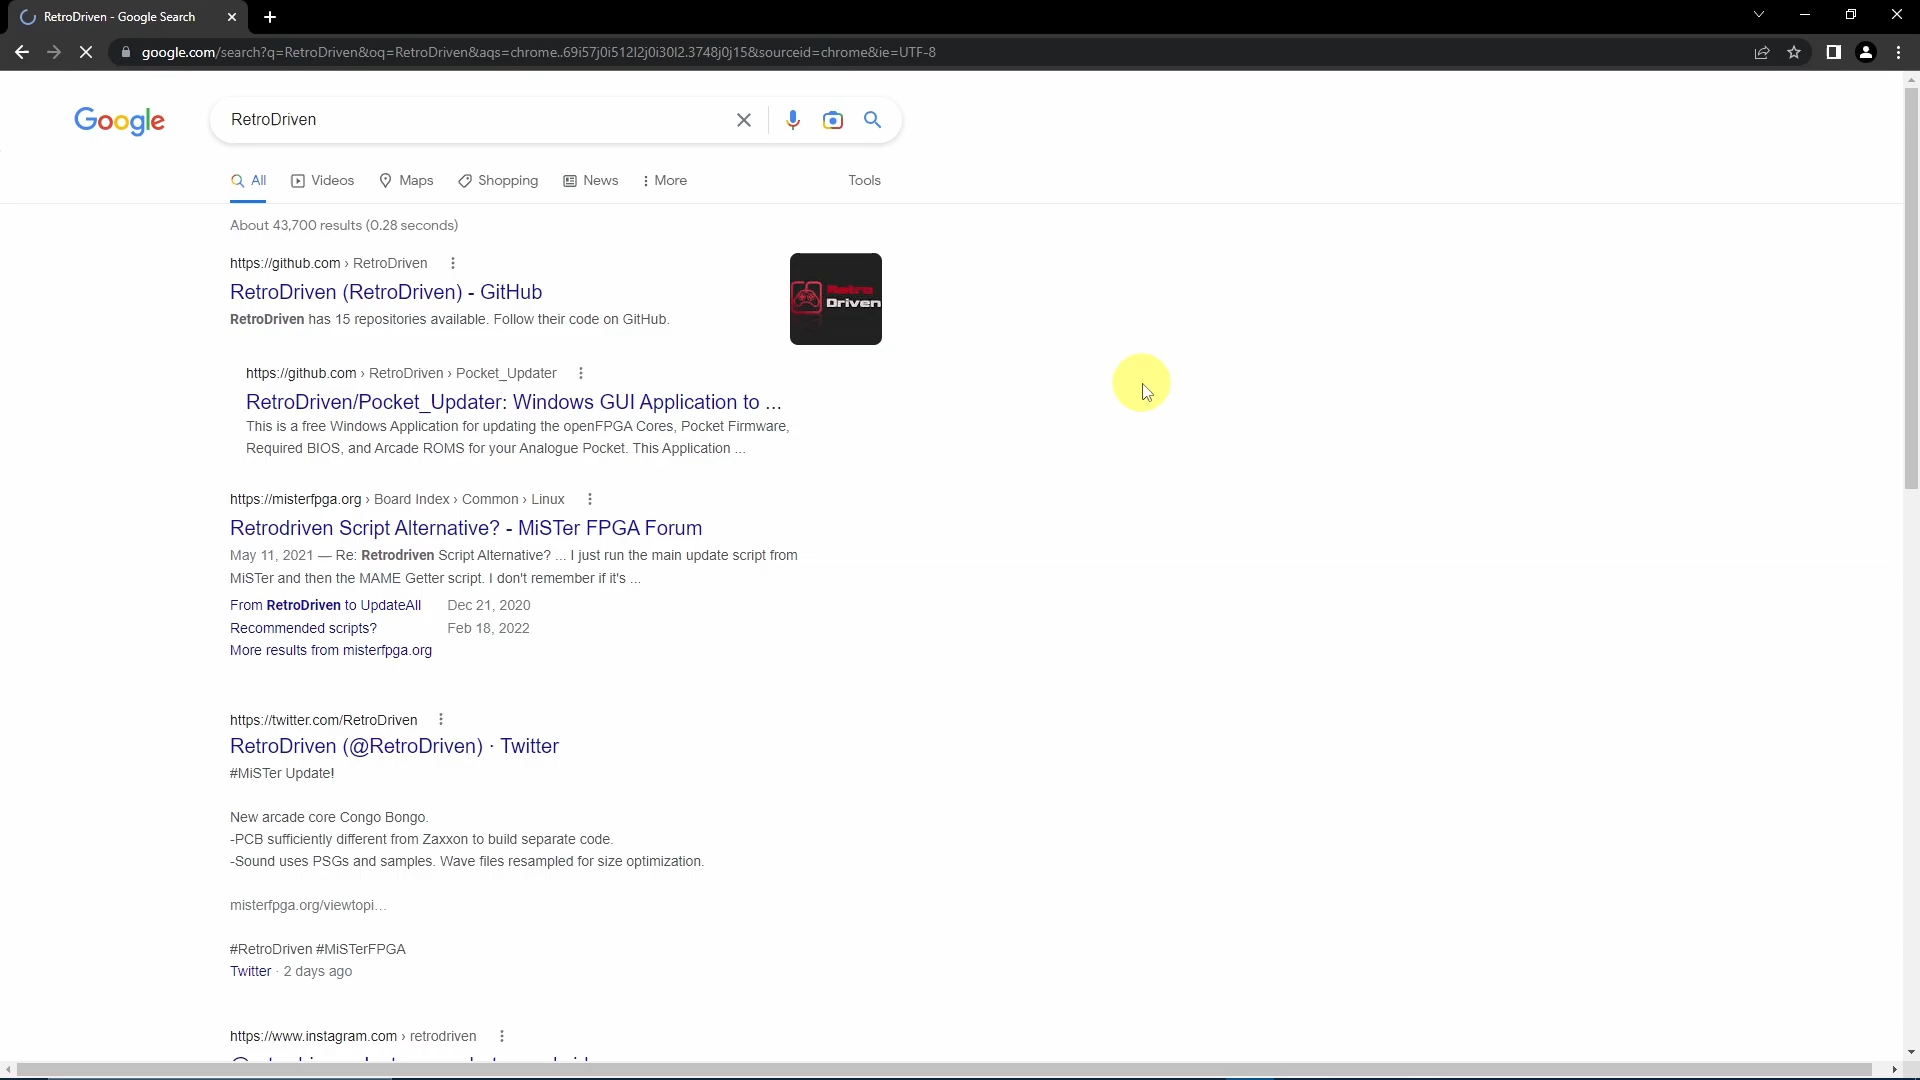 RetroDriven - Google Search
google.com/search?q=RetroDriven&oq=RetroDriven&aqs=chrome..69i57j0i512l2j0i30l2.3748j0j15&sourceid=chrome&ie=UTF-8
Google
RetroDriven
All
Videos
Maps
Shopping
News
More
Tools
About 43,700 results (0.28 seconds)
https://github.com › RetroDriven
RetroDriven (RetroDriven) - GitHub
RetroDriven has 15 repositories available. Follow their code on GitHub.
Retro
Driven
https://github.com › RetroDriven › Pocket_Updater
RetroDriven/Pocket_Updater: Windows GUI Application to ...
This is a free Windows Application for updating the openFPGA Cores, Pocket Firmware,
Required BIOS, and Arcade ROMS for your Analogue Pocket. This Application ...
https://misterfpga.org › Board Index › Common › Linux
Retrodriven Script Alternative? - MiSTer FPGA Forum
May 11, 2021 — Re: Retrodriven Script Alternative? ... I just run the main update script from
MiSTer and then the MAME Getter script. I don't remember if it's ...
From RetroDriven to UpdateAll Dec 21, 2020
Recommended scripts? Feb 18, 2022
More results from misterfpga.org
https://twitter.com/RetroDriven
RetroDriven (@RetroDriven) · Twitter
#MiSTer Update!
New arcade core Congo Bongo.
-PCB sufficiently different from Zaxxon to build separate code.
-Sound uses PSGs and samples. Wave files resampled for size optimization.
misterfpga.org/viewtopi…
#RetroDriven #MiSTerFPGA
Twitter · 2 days ago
https://www.instagram.com › retrodriven